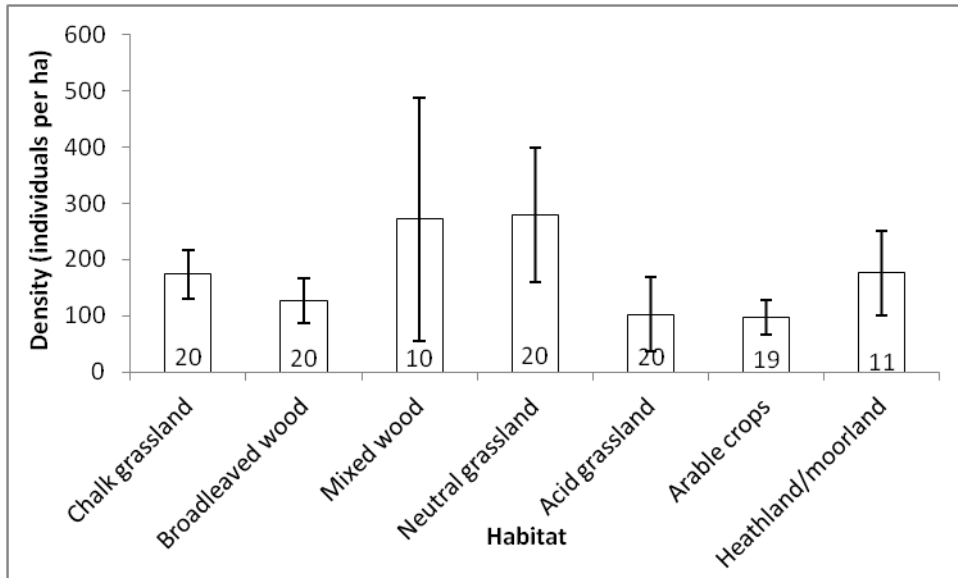 600
500
400
300
200
100
0
Density (individuals per ha)
20
20
10
20
20
19
11
Chalk grassland
Broadleaved wood
Mixed wood
Neutral grassland
Acid grassland
Arable crops
Heathland/moorland
Habitat